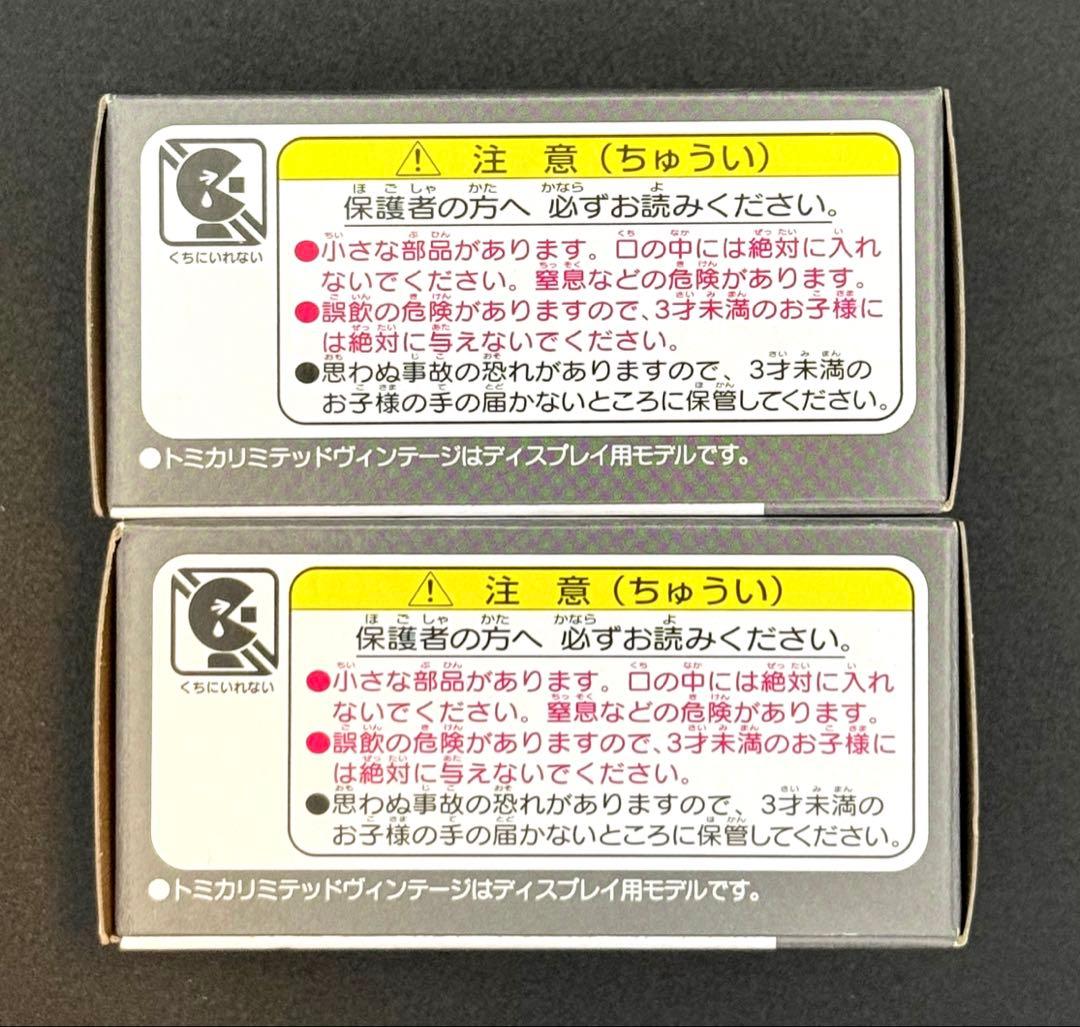 注 意(ちゅうい)
保護者の方へ 必ずお読みください。
●小さな部品があります。口の中には絶対に入れ
ないでください。窒息などの危険があります。
●誤飲の危険がありますので、3才未満のお子様に
は絶対に与えないでください。
●思わぬ事故の恐れがありますので、3才未満の
お子様の手の届かないところに保管してください。
くちにいれない
●トミカリミテッドヴィンテージはディスプレイ用モデルです。
注 意(ちゅうい)
保護者の方へ 必ずお読みください。
●小さな部品があります。口の中には絶対に入れ
ないでください。窒息などの危険があります。
●誤飲の危険がありますので、3才未満のお子様に
は絶対に与えないでください。
●思わぬ事故の恐れがありますので、3才未満の
お子様の手の届かないところに保管してください。
くちにいれない
●トミカリミテッドヴィンテージはディスプレイ用モデルです。